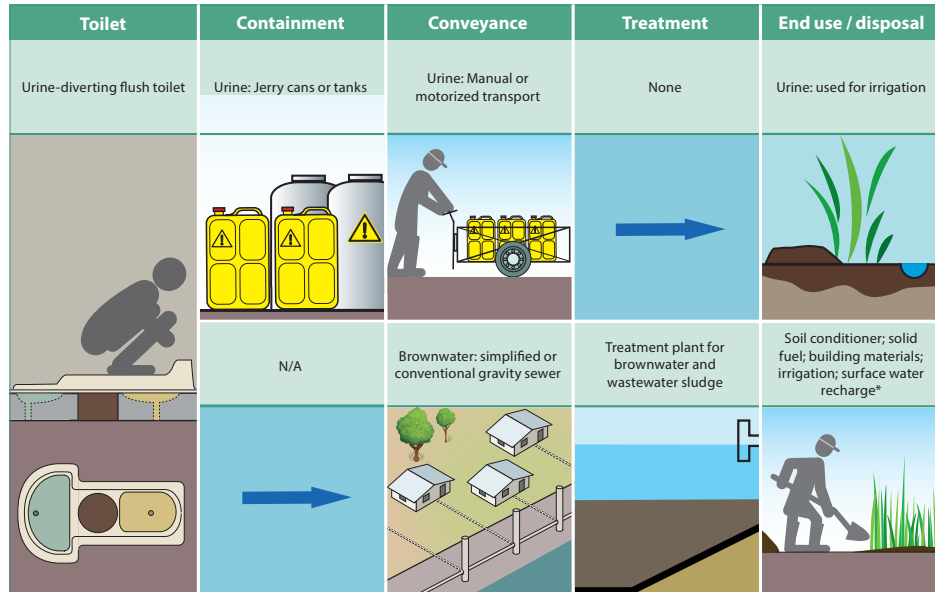 Toilet
Containment
Conveyance
Treatment
End use / disposal
Urine-diverting flush toilet
Urine: Jerry cans or tanks
Urine: Manual or
motorized transport
None
Urine: used for irrigation
N/A
Brownwater: simplified or
conventional gravity sewer
Treatment plant for
brownwater and
wastewater sludge
Soil conditioner; solid
fuel; building materials;
irrigation; surface water
recharge*